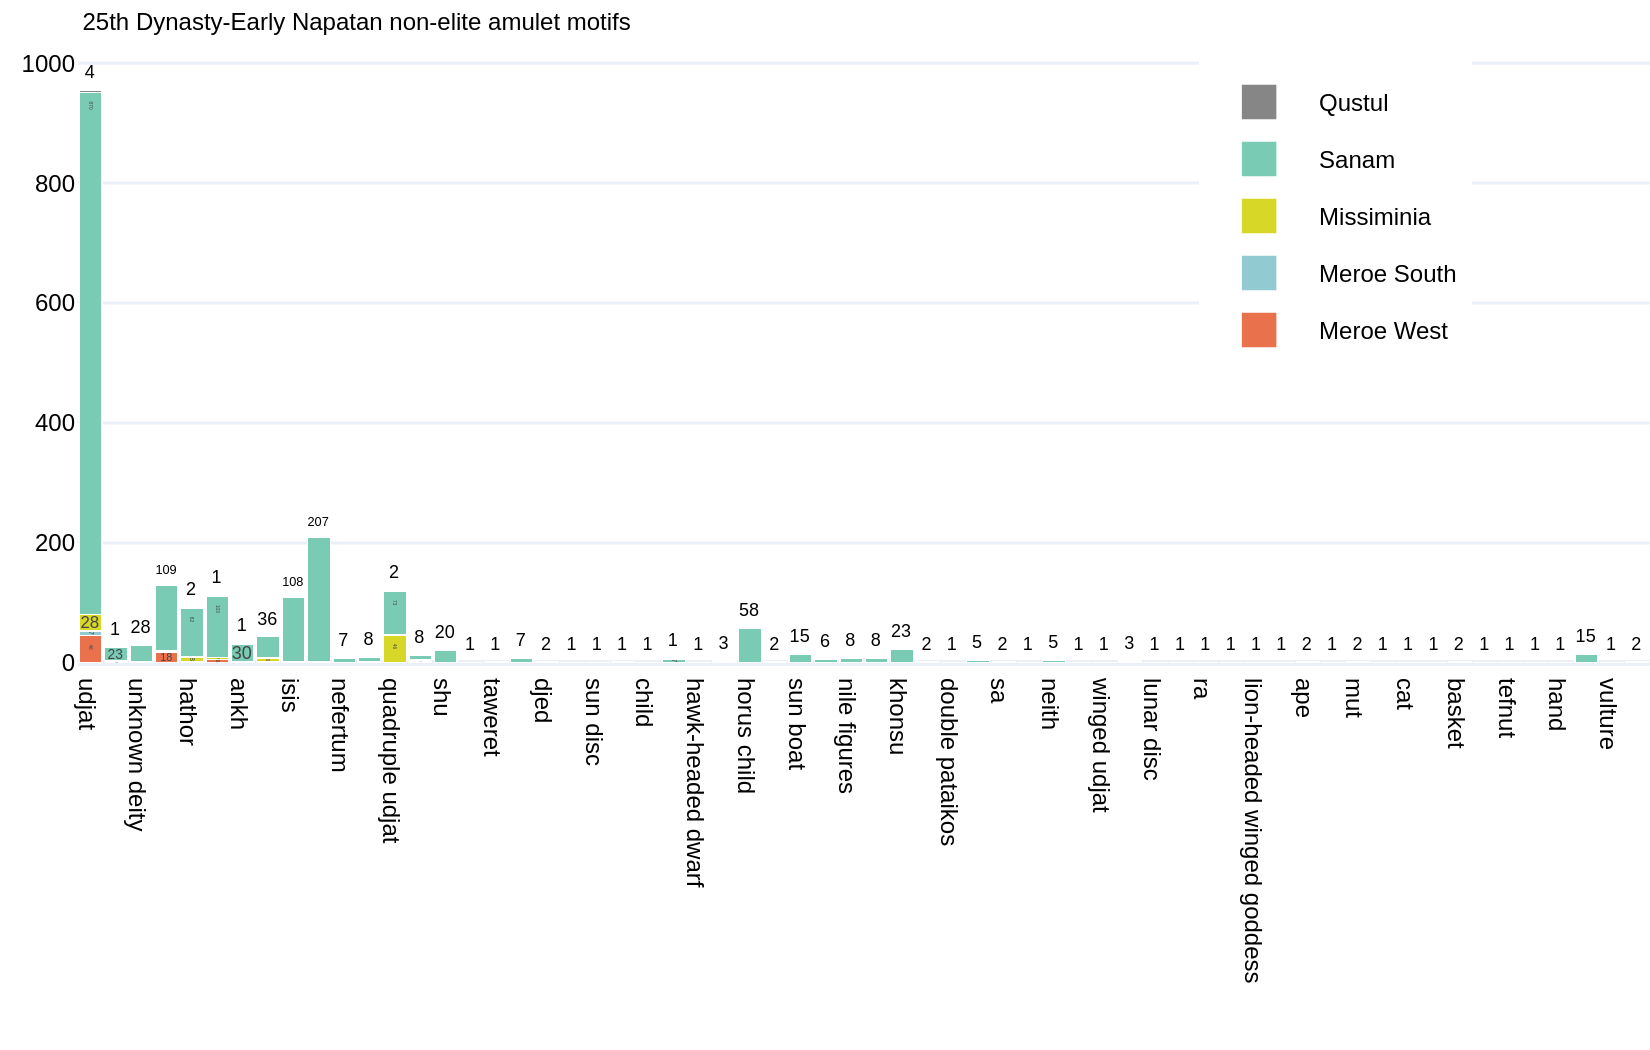 25th Dynasty-Early Napatan non-elite amulet motifs
1000
800
600
400
200
0
Qustul
Sanam
Missiminia
Meroe South
Meroe West
4
870
28
1
23
28
109
18
2
82
1
103
1
30
36
108
207
7
8
2
73
8
20
1
1
7
2
1
1
1
1
1
1
3
58
2
15
6
8
8
23
2
1
5
2
1
5
1
1
3
1
1
1
1
1
1
2
1
2
1
1
1
2
1
1
1
1
15
1
2
udjat
unknown deity
hathor
ankh
isis
nefertum
quadruple udjat
shu
taweret
djed
sun disc
child
hawk-headed dwarf
horus child
sun boat
nile figures
khonsu
double pataikos
sa
neith
winged udjat
lunar disc
ra
lion-headed winged goddess
ape
mut
cat
basket
tefnut
hand
vulture